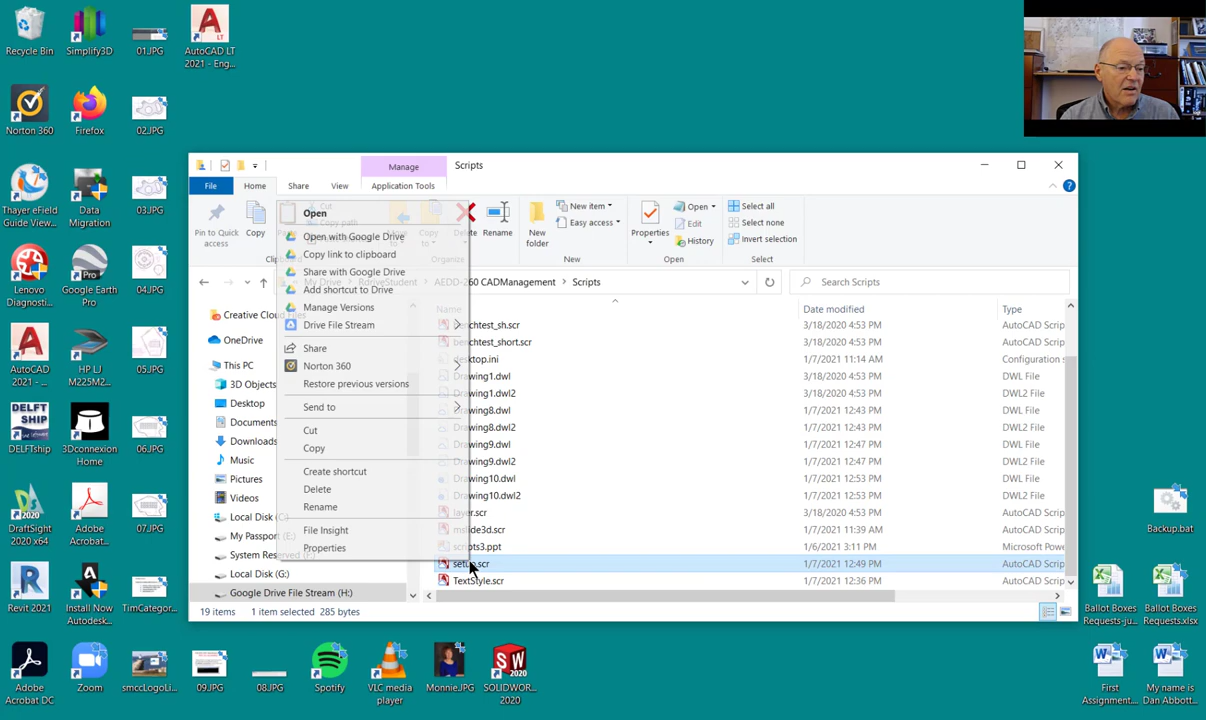 Recycle Bin
Simplify3D
01.JPG
AutoCAD LT
2021 - Eng...
Norton 360
Firefox
02.JPG
Thayer eField
Guide View...
Data
Migration
03.JPG
Lenovo
Diagnosti...
Google Earth
Pro
04.JPG
AutoCAD
2021 - ...
HP LJ
M225M2...
05.JPG
DELFTship
3Dconnexion
Home
06.JPG
DraftSight
2020 x64
Adobe
Acrobat...
07.JPG
Revit 2021
Install Now
Autodesk...
TimCategor...
Adobe
Acrobat DC
Zoom
smccLogoLi...
09.JPG
08.JPG
Spotify
VLC media
player
MonnieJPG
SOLIDWOR...
2020
Backup.bat
Ballot Boxes
Requests-ju...
Ballot Boxes
Requests.xlsx
First
Assignment...
My name is
Dan Abbott...
Manage
Scripts
File
Home
Share
View
Application Tools
Pin to Quick
access
Copy
Cut
Copy path
Delete
Rename
New
folder
New item
Easy access
Properties
Open
Edit
History
Select all
Select none
Invert selection
Organize
New
Open
Select
My Drive
RdriveStudent
AEDD-260 CADManagement
Scripts
Search Scripts
Creative Cloud Files
OneDrive
This PC
3D Objects
Desktop
Documents
Downloads
Music
Pictures
Videos
Local Disk (C:)
My Passport (E:)
System Reserved (F:)
Local Disk (G:)
Google Drive File Stream (H:)
Open
Open with Google Drive
Copy link to clipboard
Share with Google Drive
Add shortcut to Drive
Manage Versions
Drive File Stream
Share
Norton 360
Restore previous versions
Send to
Cut
Copy
Create shortcut
Delete
Rename
File Insight
Properties
Name
Date modified
Type
benchtest_sh.scr 3/18/2020 4:53 PM AutoCAD Scrip
benchtest_short.scr 3/18/2020 4:53 PM AutoCAD Scrip
desktop.ini 1/7/2021 11:14 AM Configuration s
Drawing1.dwl 3/18/2020 4:53 PM DWL File
Drawing1.dwl2 3/18/2020 4:53 PM DWL2 File
Drawing8.dwl 1/7/2021 12:43 PM DWL File
Drawing8.dwl2 1/7/2021 12:43 PM DWL2 File
Drawing9.dwl 1/7/2021 12:47 PM DWL File
Drawing9.dwl2 1/7/2021 12:47 PM DWL2 File
Drawing10.dwl 1/7/2021 12:49 PM DWL File
Drawing10.dwl2 1/7/2021 12:49 PM DWL2 File
layer.scr 3/18/2020 4:53 PM AutoCAD Scrip
mslide3d.scr 1/7/2021 11:39 AM AutoCAD Scrip
scripts3.ppt 1/6/2021 3:11 PM Microsoft Powe
setup.scr 1/7/2021 12:49 PM AutoCAD Scrip
TextStyle.scr 1/7/2021 12:36 PM AutoCAD Scrip
19 items 1 item selected 285 bytes